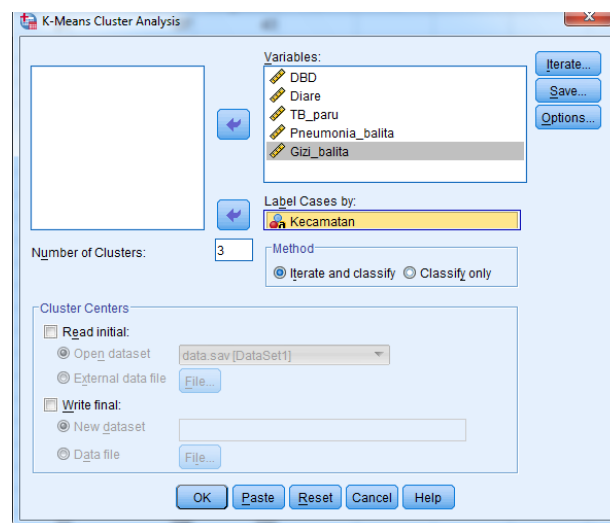 K-Means Cluster Analysis
Variables:
DBD
Diare
TB_paru
Pneumonia_balita
Gizi_balita
Iterate...
Save...
Options...
Label Cases by:
Kecamatan
Number of Clusters:
3
Method
Iterate and classify
Classify only
Cluster Centers
Read initial:
Open dataset
data.sav [DataSet1]
External data file
File...
Write final:
New dataset
Data file
File...
OK
Paste
Reset
Cancel
Help